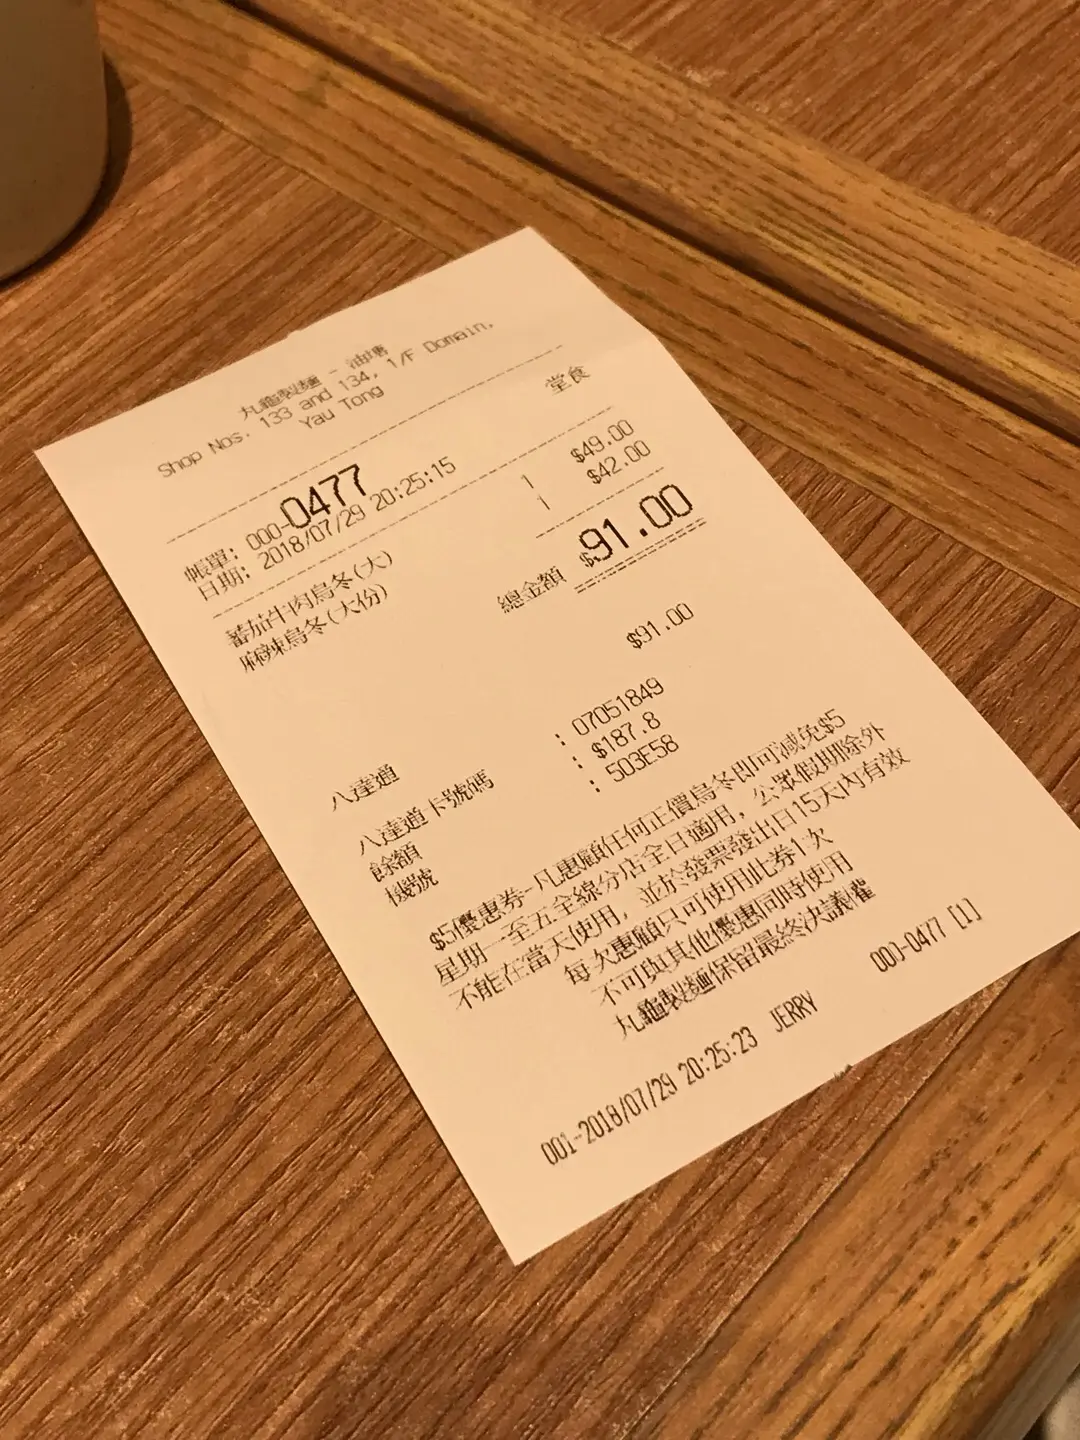 丸龜製麵 - 油塘
Shop Nos. 133 and 134, 1/F Domain,
Yau Tong
堂食
帳單: 000-0477
日期: 2018/07/29 20:25:15
蕃茄牛肉烏冬(大) 1 $49.00
麻辣烏冬(大份) 1 $42.00
總金額 $91.00
八達通 $91.00
八達通卡號碼 : 07051849
餘額 : $187.8
機號 : 503E58
$5優惠券-凡惠顧任何正價烏冬即可減免$5
星期一至五全線分店全日適用, 公眾假期除外
不能在當天使用, 並於發票發出日15天內有效
每次惠顧只可使用此券1次
不可與其他優惠同時使用
丸龜製麵保留最終決議權
000-0477 [1]
001-2018/07/29 20:25:23 JERRY